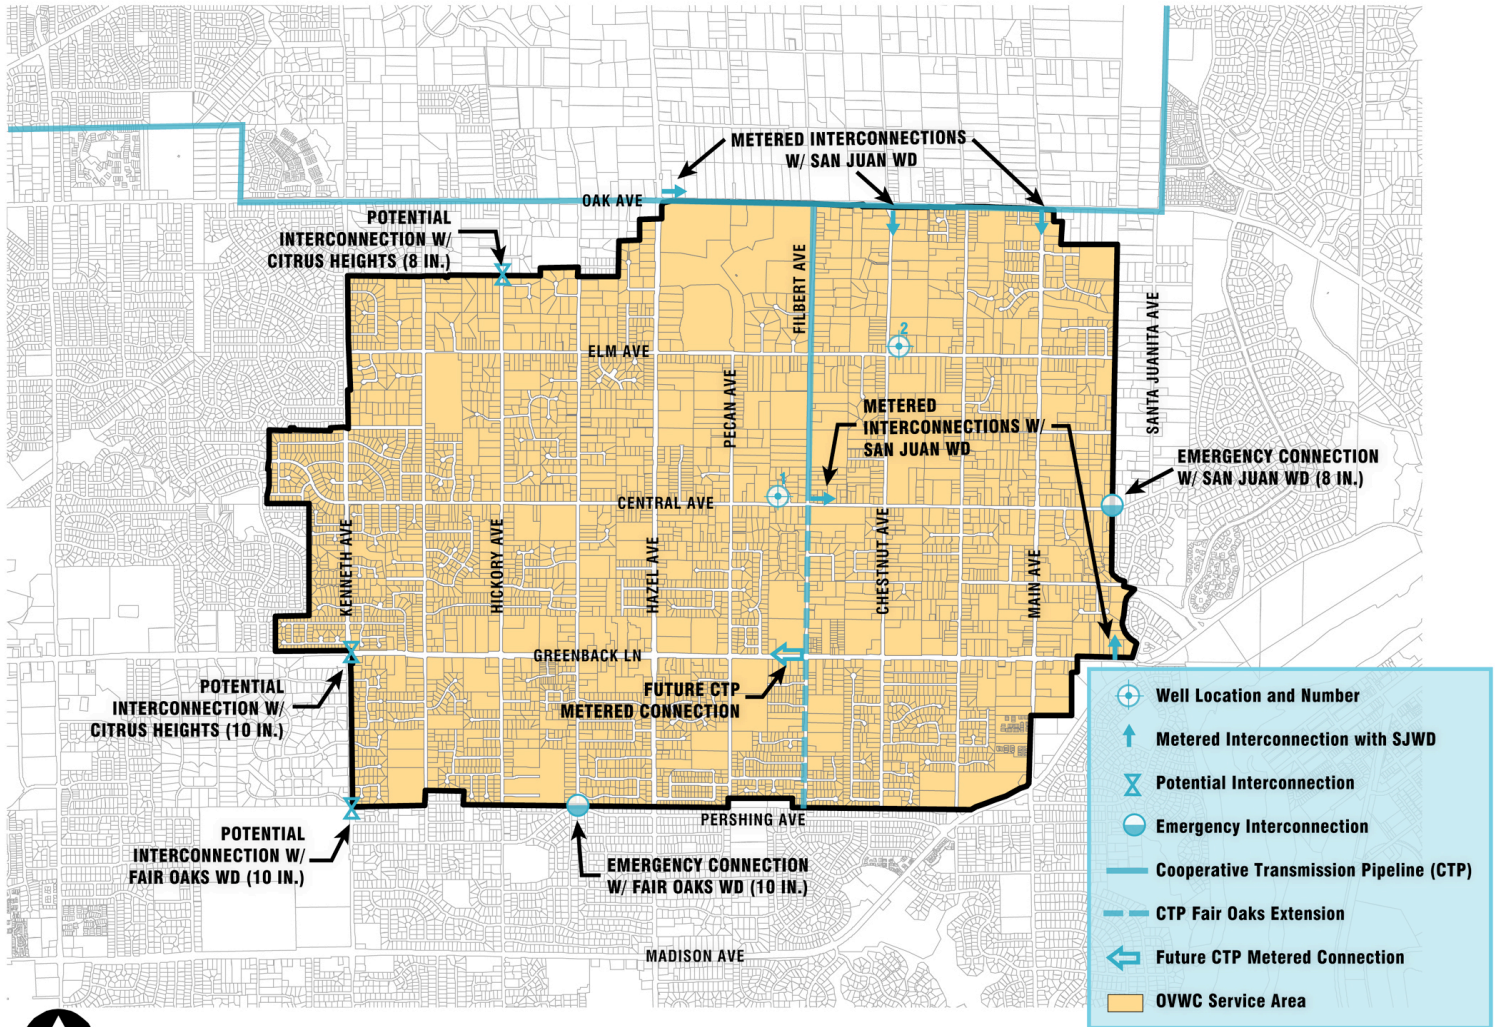 METERED INTERCONNECTIONS
W/ SAN JUAN WD
OAK AVE
POTENTIAL
INTERCONNECTION W/
CITRUS HEIGHTS (8 IN.)
FILBERT AVE
SANTA JUANITA AVE
2
ELM AVE
PECAN AVE
METERED
INTERCONNECTIONS W/
SAN JUAN WD
EMERGENCY CONNECTION
W/ SAN JUAN WD (8 IN.)
1
CENTRAL AVE
KENNETH AVE
HICKORY AVE
HAZEL AVE
CHESTNUT AVE
MAIN AVE
GREENBACK LN
POTENTIAL
INTERCONNECTION W/
CITRUS HEIGHTS (10 IN.)
FUTURE CTP
METERED CONNECTION
PERSHING AVE
POTENTIAL
INTERCONNECTION W/
FAIR OAKS WD (10 IN.)
EMERGENCY CONNECTION
W/ FAIR OAKS WD (10 IN.)
MADISON AVE
Well Location and Number
Metered Interconnection with SJWD
Potential Interconnection
Emergency Interconnection
Cooperative Transmission Pipeline (CTP)
CTP Fair Oaks Extension
Future CTP Metered Connection
OVWC Service Area